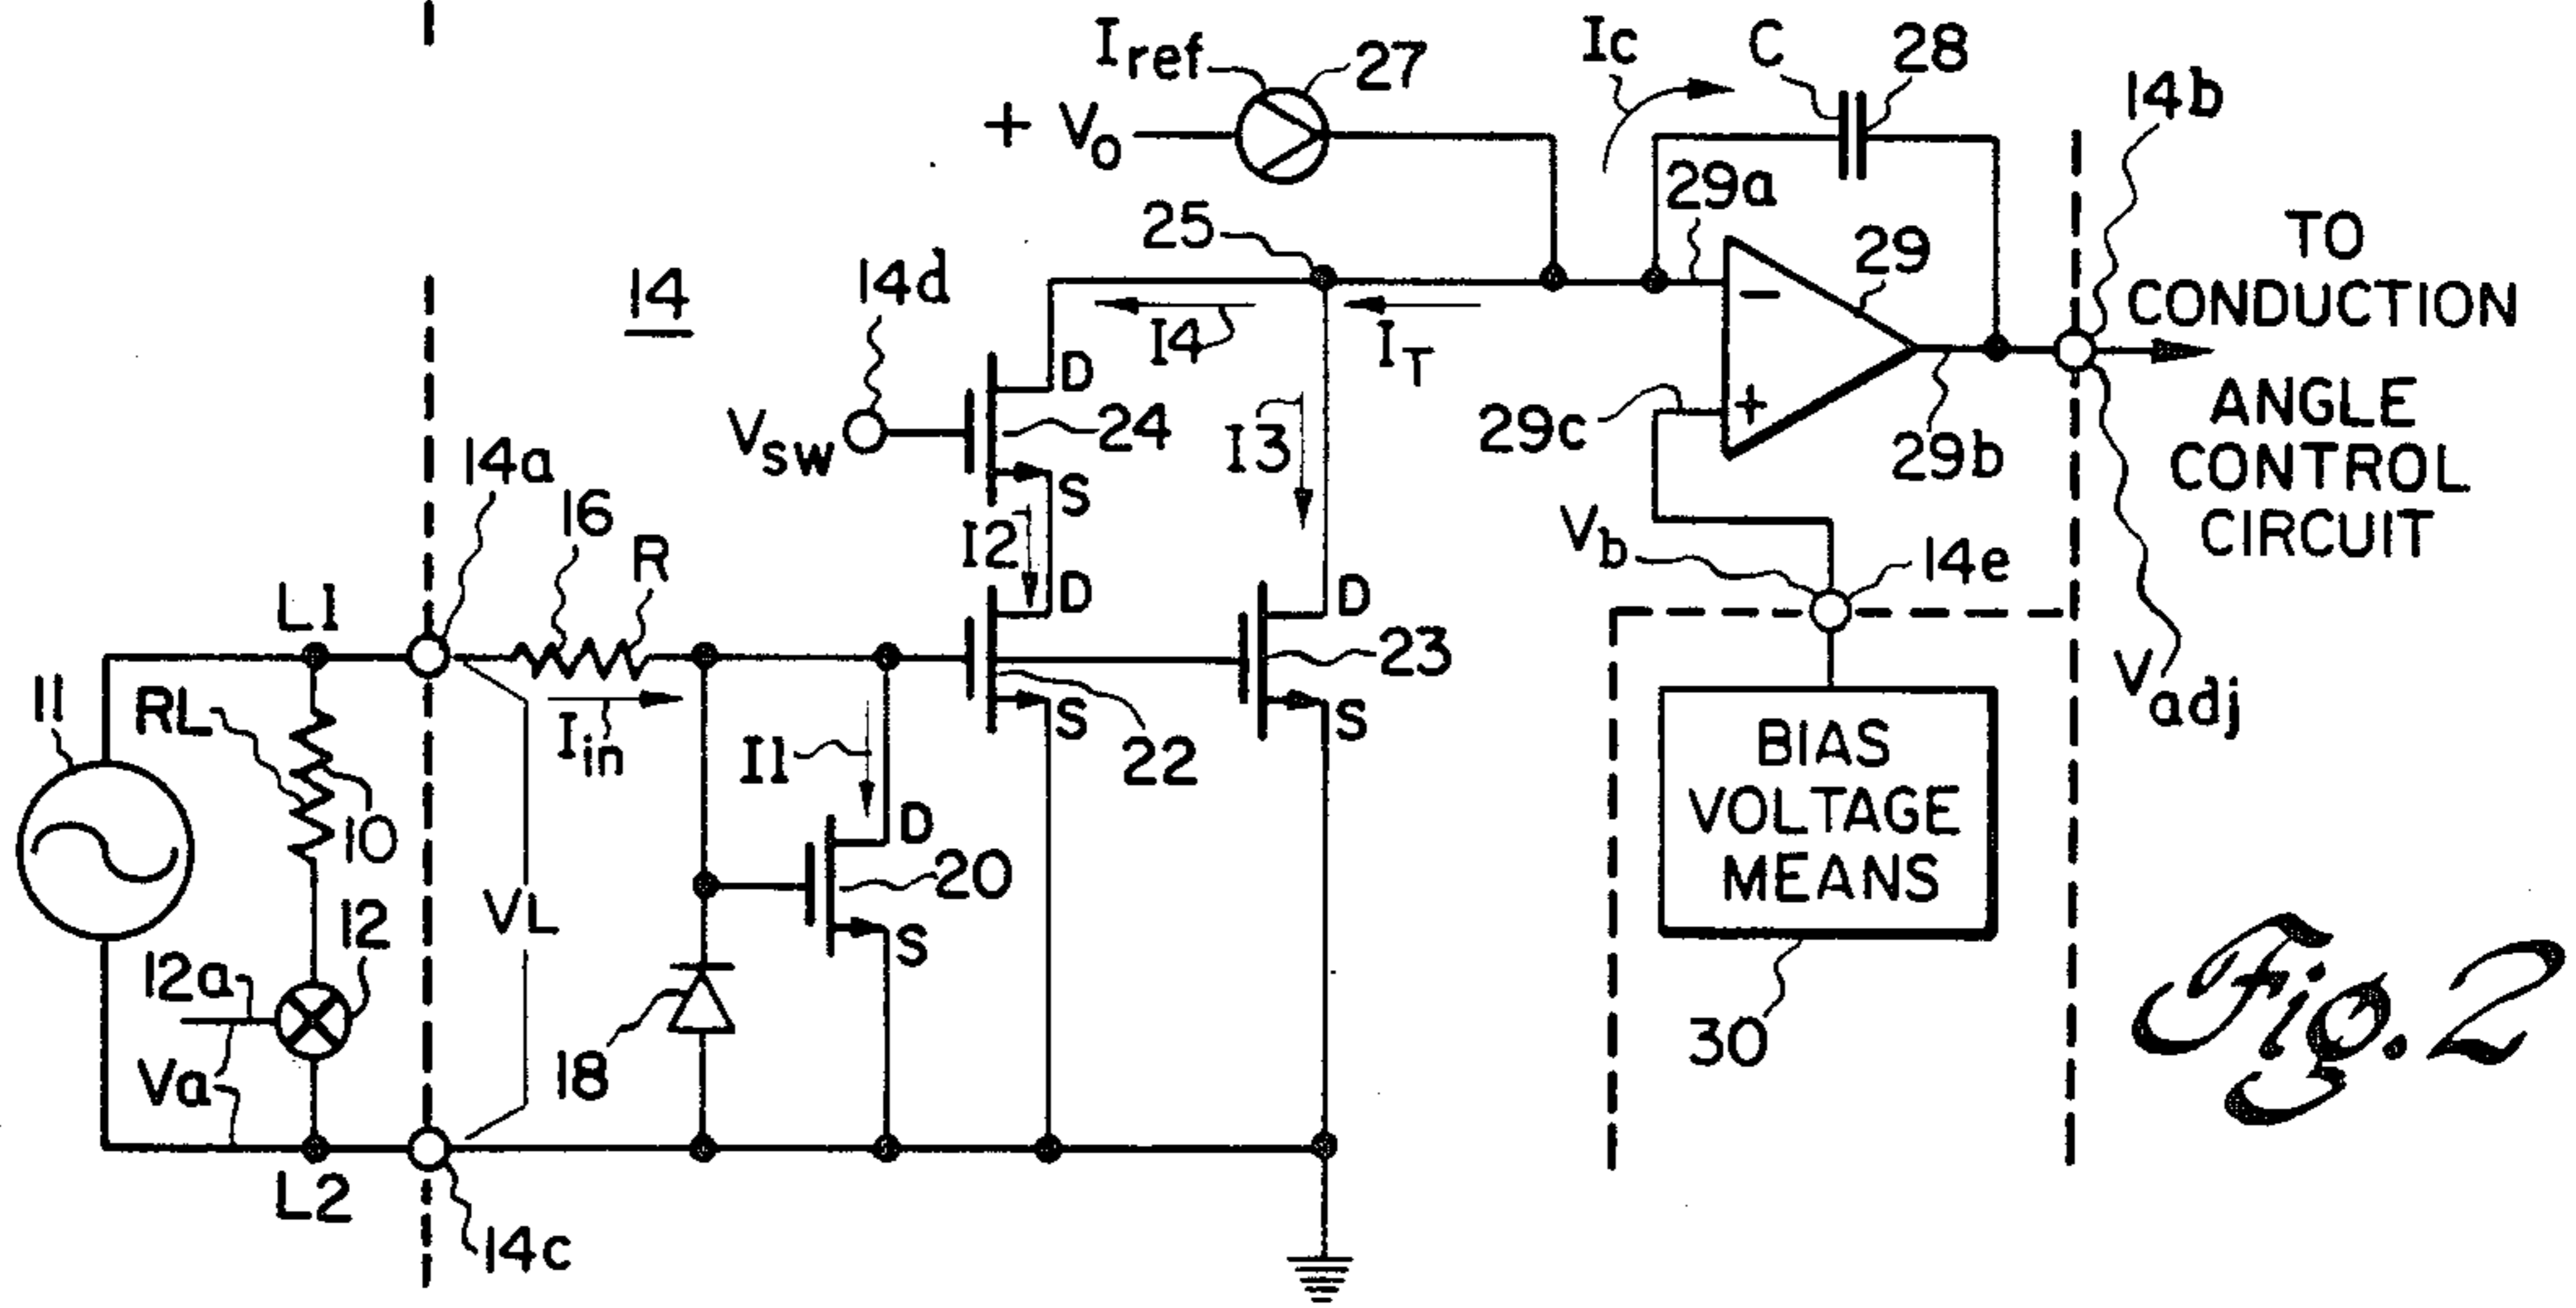 Iref
27
Ic
C
28
14b
+ Vo
29a
25
29
TO
CONDUCTION
ANGLE
CONTROL
CIRCUIT
14
14d
I4
IT
D
-
+
Vsw
24
29c
I3
29b
14a
S
16
R
I2
Vb
14e
L1
D
D
11
RL
23
Iin
S
22
S
Vadj
10
I1
BIAS
VOLTAGE
MEANS
D
20
VL
12
S
12a
18
30
Va
L2
14c
Fig. 2